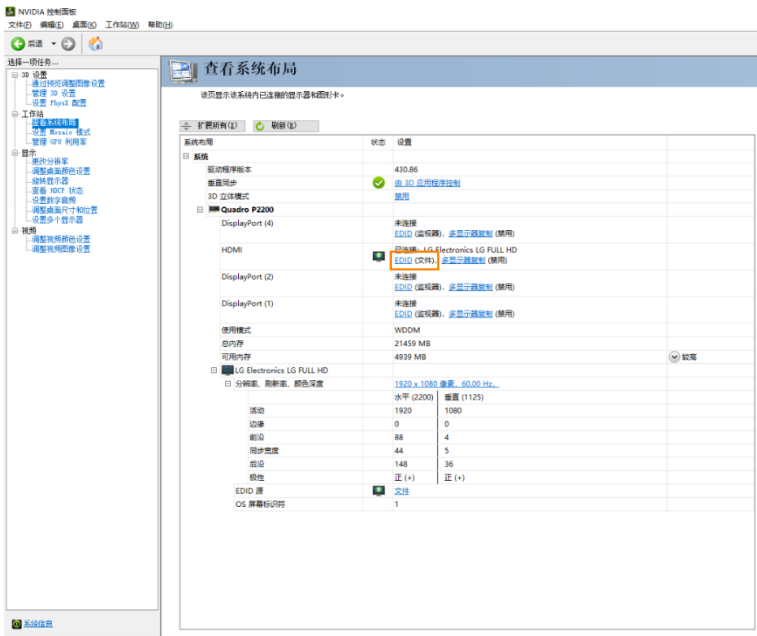 NVIDIA 控制面板
文件(F) 编辑(E) 桌面(K) 工作站(W) 帮助(H)
后退
选择一项任务...
3D 设置
通过预览调整图像设置
管理 3D 设置
设置 PhysX 配置
工作站
查看系统布局
设置 Mosaic 模式
管理 GPU 利用率
显示
更改分辨率
调整桌面颜色设置
旋转显示器
查看 HDCP 状态
设置数字音频
调整桌面尺寸和位置
设置多个显示器
视频
调整视频颜色设置
调整视频图像设置
系统信息
查看系统布局
该页显示该系统内已连接的显示器和图形卡。
扩展所有(X) 刷新(R)
系统布局 状态 设置
系统
驱动程序版本 430.86
垂直同步 由 3D 应用程序控制
3D 立体模式 禁用
Quadro P2200
DisplayPort (4) 未连接
EDID (监视器), 多显示器复制 (禁用)
HDMI 已连接: LG Electronics LG FULL HD
EDID (文件), 多显示器复制 (禁用)
DisplayPort (2) 未连接
EDID (监视器), 多显示器复制 (禁用)
DisplayPort (1) 未连接
EDID (监视器), 多显示器复制 (禁用)
使用模式 WDDM
总内存 21459 MB
可用内存 4939 MB 较高
LG Electronics LG FULL HD
分辨率、刷新率、颜色深度 1920 x 1080 像素, 60.00 Hz,
水平 (2200) 垂直 (1125)
活动 1920 1080
边缘 0 0
前沿 88 4
同步宽度 44 5
后沿 148 36
极性 正 (+) 正 (+)
EDID 源 文件
OS 屏幕标识符 1